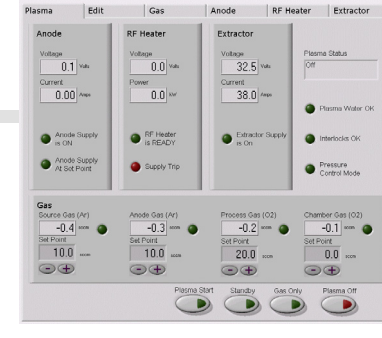 Plasma Edit Gas Anode RF Heater Extractor
Anode
Voltage
0.1 Volts
Current
0.00 Amps
Anode Supply
is ON
Anode Supply
At Set Point
RF Heater
Voltage
0.0 Volts
Power
0.0 kW
RF Heater
is READY
Supply Trip
Extractor
Voltage
32.5 Volts
Current
38.0 Amps
Extractor Supply
is On
Plasma Status
Off
Plasma Water OK
Interlocks OK
Pressure
Control Mode
Gas
Source Gas (Ar) Anode Gas (Ar) Process Gas (O2) Chamber Gas (O2)
-0.4 sccm -0.3 sccm -0.2 sccm -0.1 sccm
Set Point Set Point Set Point Set Point
10.0 sccm 10.0 sccm 20.0 sccm 0.0 sccm
- + - + - + - +
Plasma Start Standby Gas Only Plasma Off